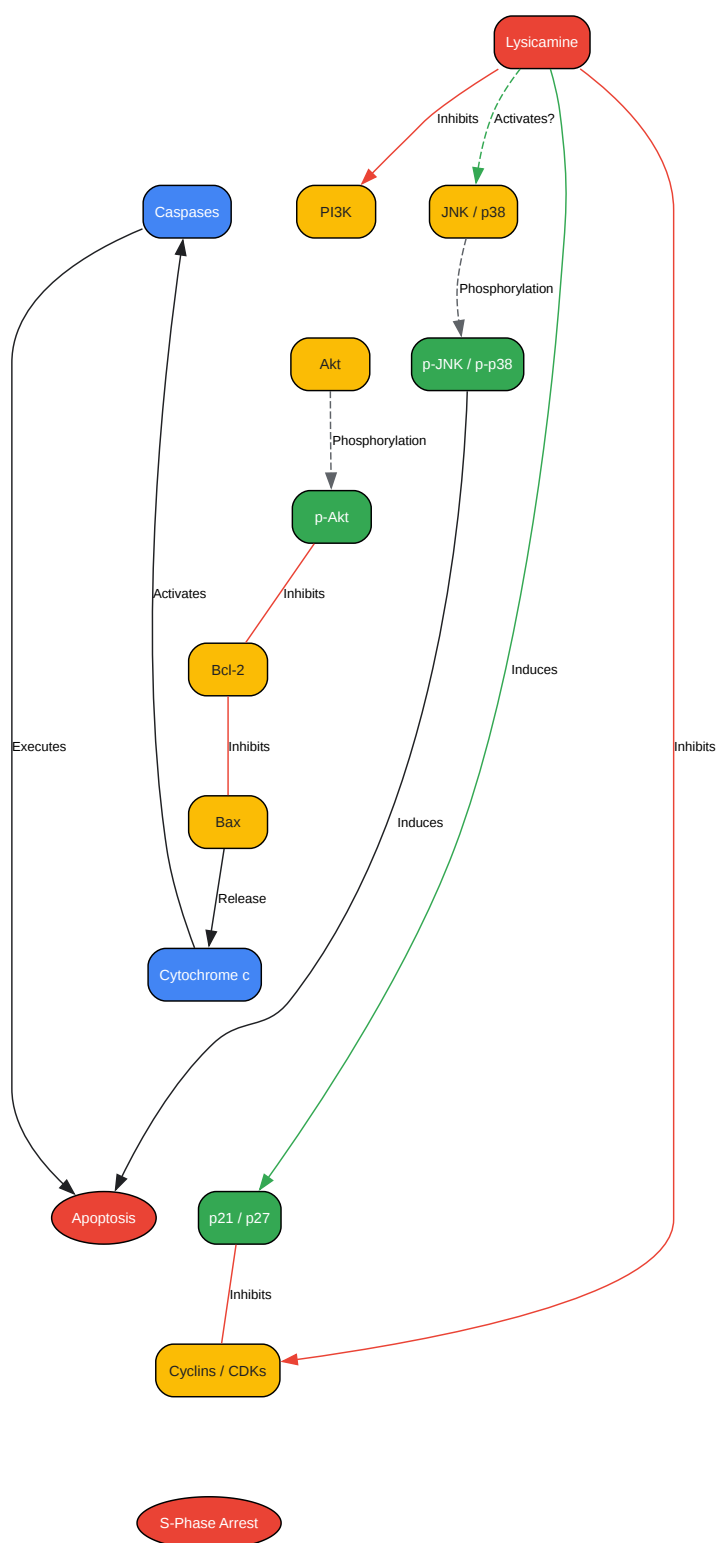 Lysicamine
Inhibits
Activates?
Caspases
PI3K
JNK / p38
Phosphorylation
Akt
p-JNK / p-p38
Phosphorylation
p-Akt
Activates
Inhibits
Bcl-2
Induces
Executes
Inhibits
Inhibits
Bax
Induces
Release
Cytochrome c
Apoptosis
p21 / p27
Inhibits
Cyclins / CDKs
S-Phase Arrest